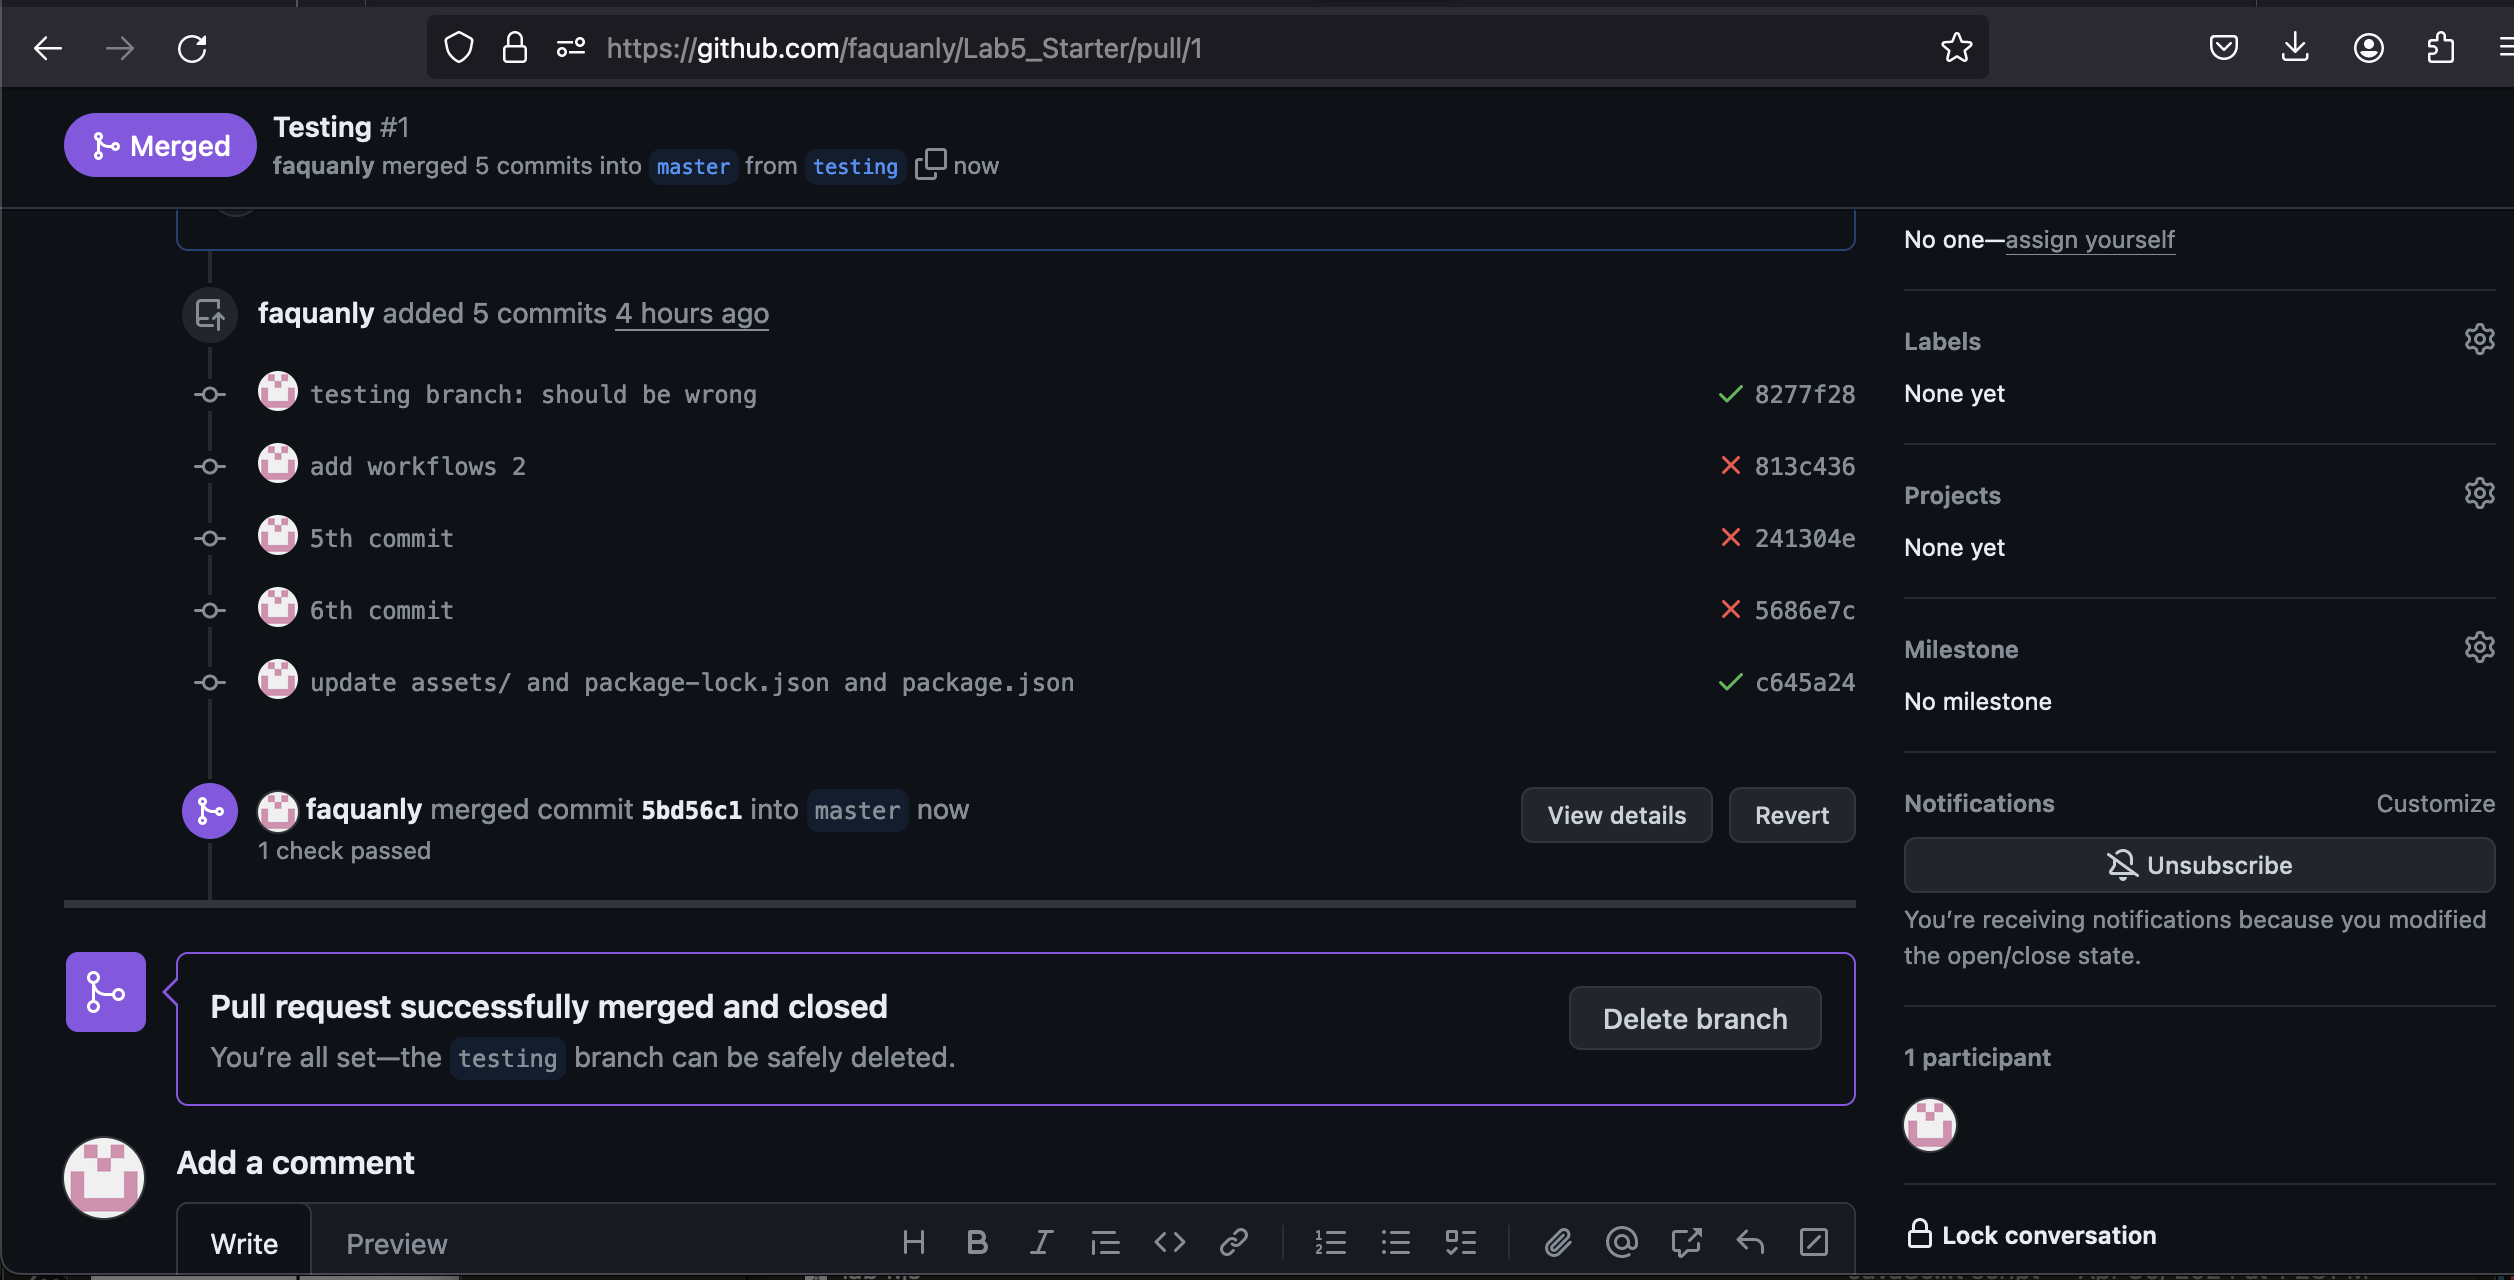 https://github.com/faquanly/Lab5_Starter/pull/1
Merged
Testing #1
faquanly merged 5 commits into master from testing now
No one—assign yourself
faquanly added 5 commits 4 hours ago
testing branch: should be wrong 8277f28
add workflows 2 813c436
5th commit 241304e
6th commit 5686e7c
update assets/ and package-lock.json and package.json c645a24
faquanly merged commit 5bd56c1 into master now
1 check passed
View details
Revert
Pull request successfully merged and closed
You’re all set—the testing branch can be safely deleted.
Delete branch
Add a comment
Write
Preview
Labels
None yet
Projects
None yet
Milestone
No milestone
Notifications
Customize
Unsubscribe
You’re receiving notifications because you modified
the open/close state.
1 participant
Lock conversation